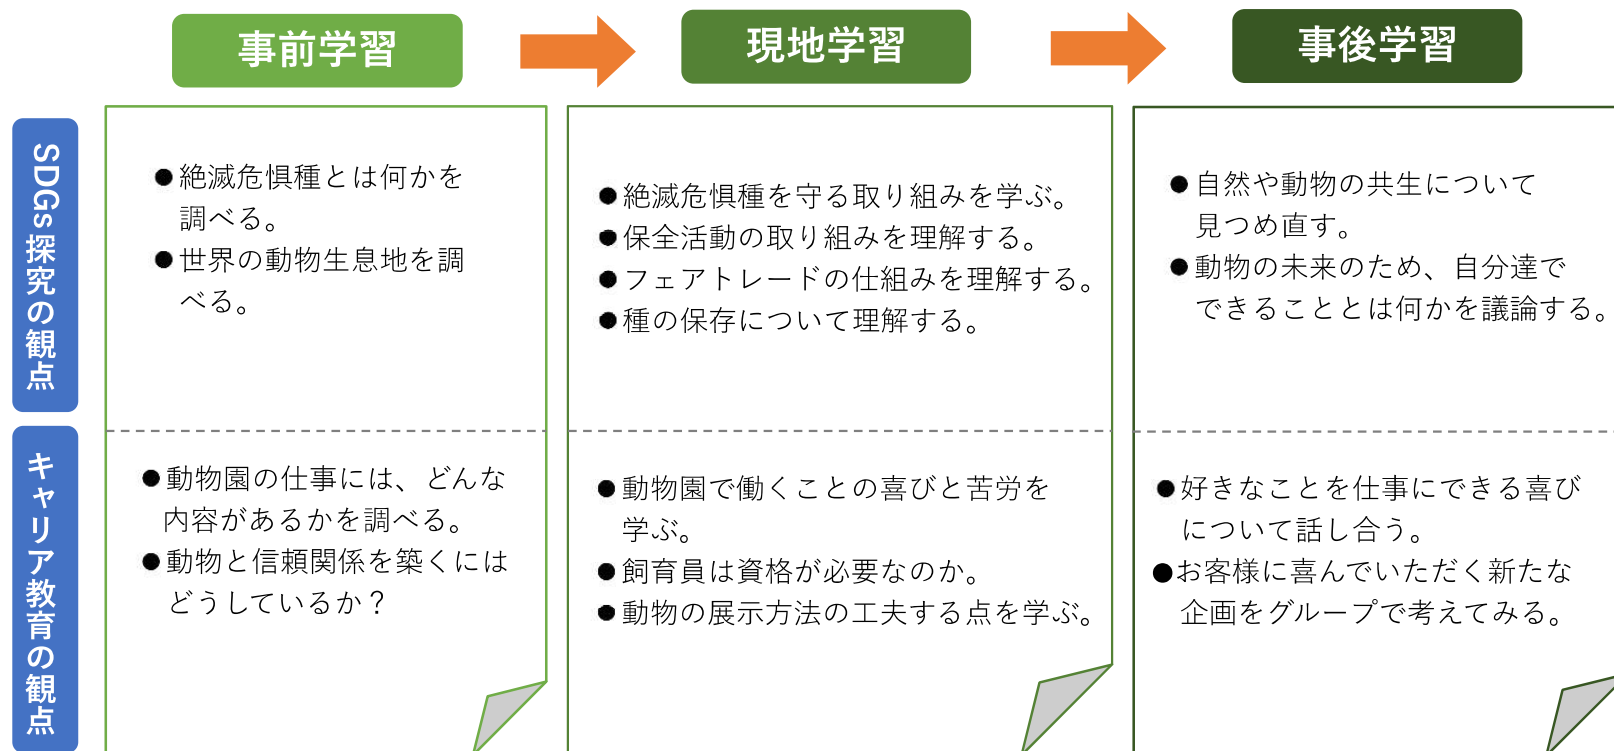 事前学習
現地学習
事後学習
SDGs探究の観点
●絶滅危惧種とは何かを
調べる。
●世界の動物生息地を調
べる。
●絶滅危惧種を守る取り組みを学ぶ。
●保全活動の取り組みを理解する。
●フェアトレードの仕組みを理解する。
●種の保存について理解する。
●自然や動物の共生について
見つめ直す。
●動物の未来のため、自分達で
できることとは何かを議論する。
キャリア教育の観点
●動物園の仕事には、どんな
内容があるかを調べる。
●動物と信頼関係を築くには
どうしているか？
●動物園で働くことの喜びと苦労を
学ぶ。
●飼育員は資格が必要なのか。
●動物の展示方法の工夫する点を学ぶ。
●好きなことを仕事にできる喜び
について話し合う。
●お客様に喜んでいただく新たな
企画をグループで考えてみる。